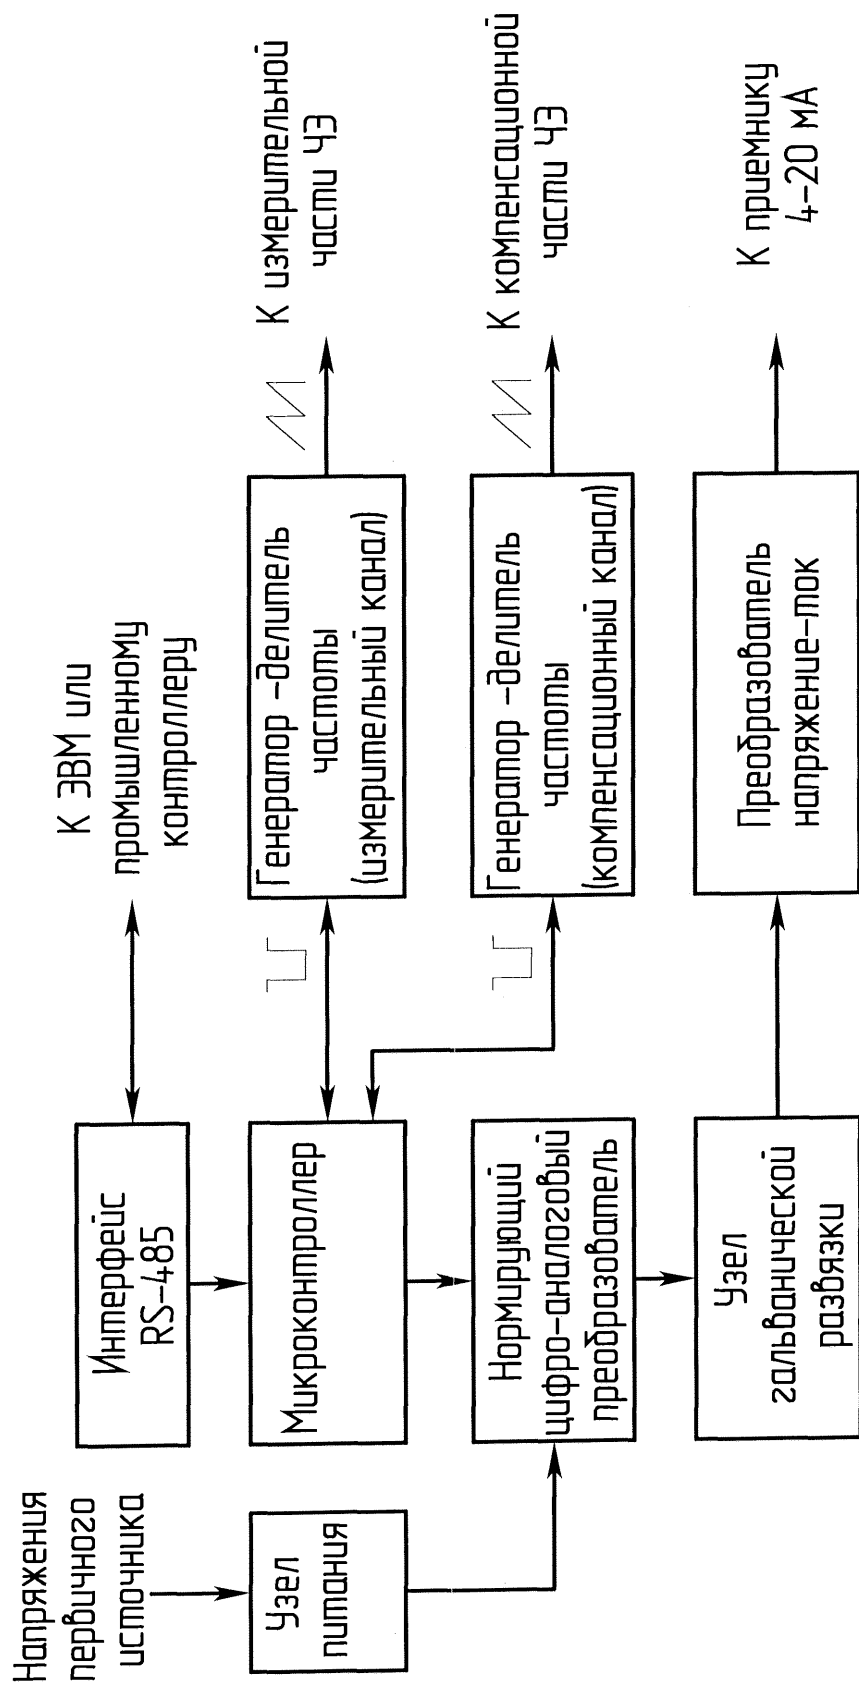 Напряжения
первичного
источника
Узел
питания
Интерфейс
RS-485
К ЭВМ или
промышленному
контроллеру
Микроконтроллер
Генератор -делитель
частоты
(измерительный канал)
К измерительной
части ЧЭ
Нормирующий
цифро-аналоговый
преобразователь
Генератор -делитель
частоты
(компенсационный канал)
К компенсационной
части ЧЭ
Узел
гальванической
развязки
Преобразователь
напряжение-ток
К приемнику
4-20 мА